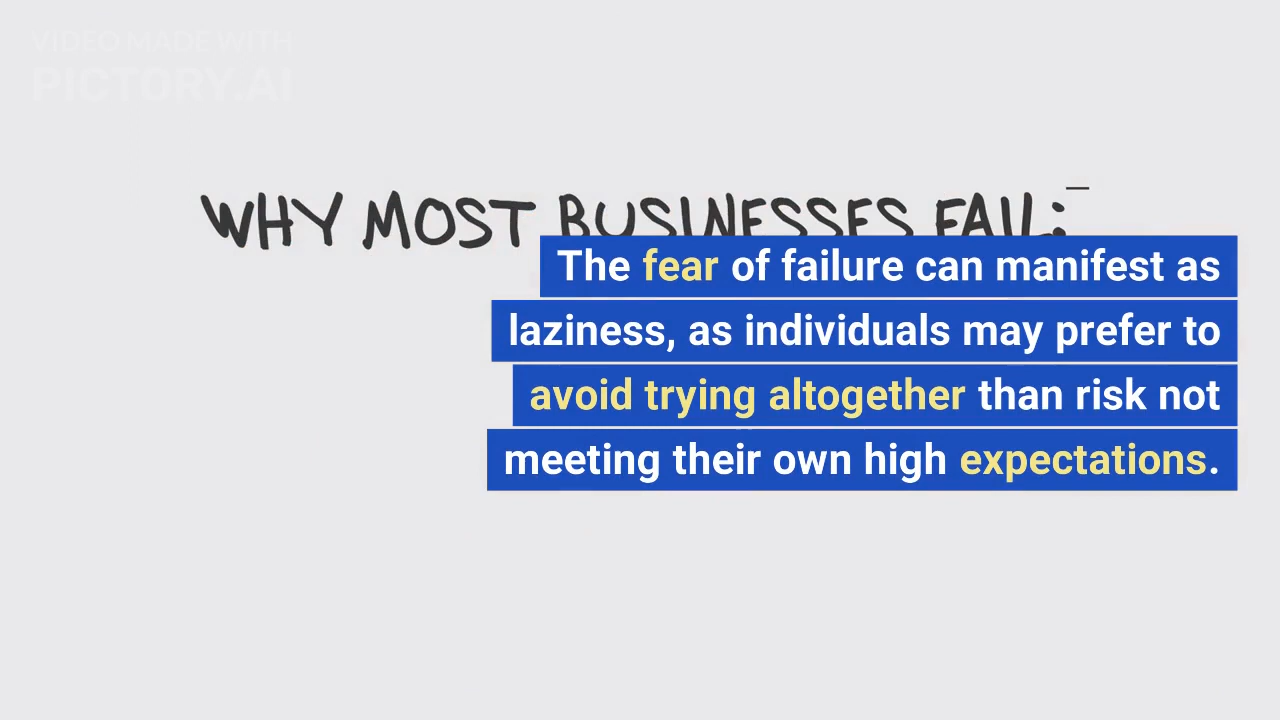 VIDEO MADE WITH
PICTORY.AI
WHY MOST BUSINESSES FAIL:
The fear of failure can manifest as
laziness, as individuals may prefer to
avoid trying altogether than risk not
meeting their own high expectations.